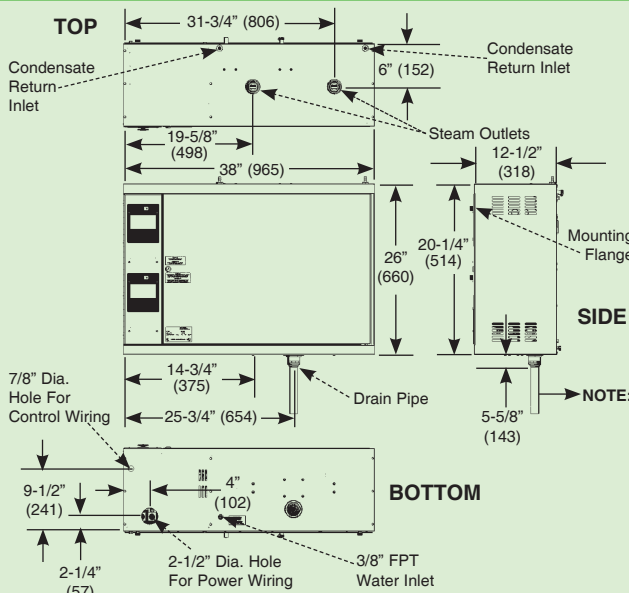 TOP
31-3/4” (806)
Condensate
Return
Inlet
Condensate
Return Inlet
6” (152)
19-5/8”
(498)
Steam Outlets
38” (965)
12-1/2”
(318)
26”
(660)
20-1/4”
(514)
Mounting
Flange
SIDE
14-3/4”
(375)
7/8” Dia.
Hole For
Control Wiring
25-3/4” (654)
Drain Pipe
5-5/8”
(143)
NOTE:
9-1/2”
(241)
4”
(102)
BOTTOM
2-1/4”
(57)
2-1/2” Dia. Hole
For Power Wiring
3/8” FPT
Water Inlet